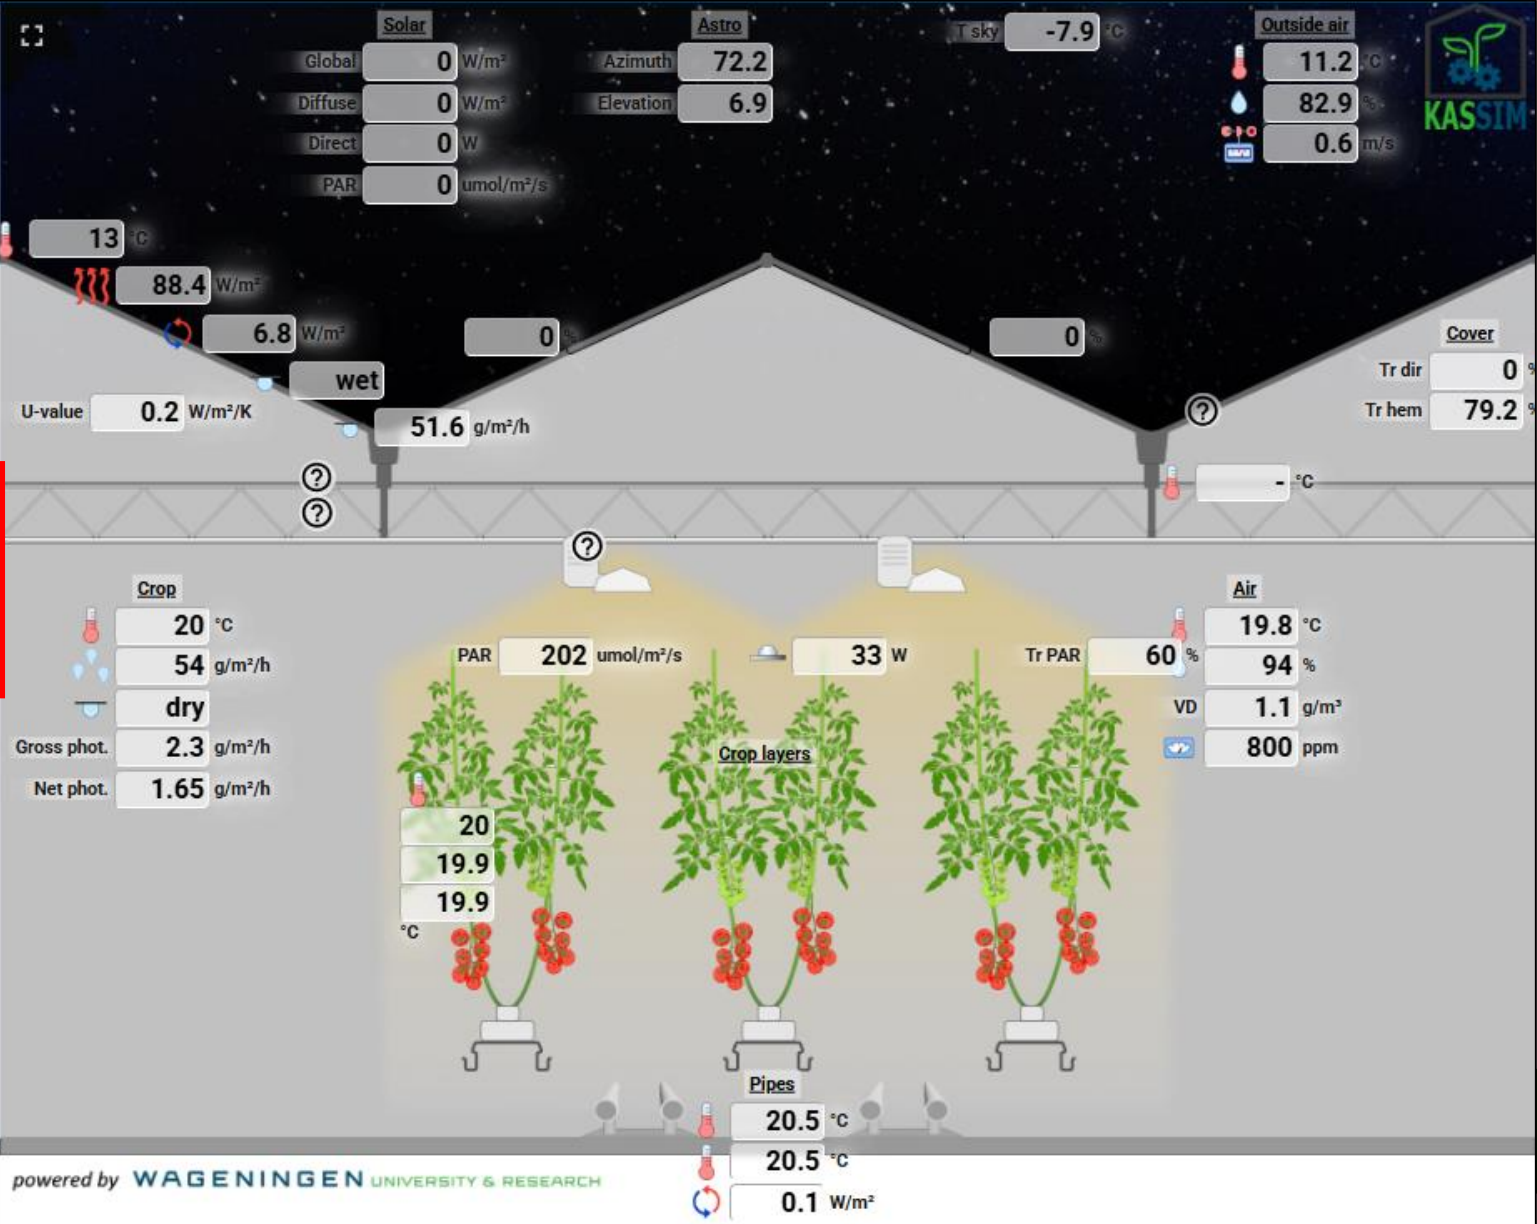 Solar
Global 0 W/m²
Diffuse 0 W/m²
Direct 0 W
PAR 0 umol/m²/s
Astro
Azimuth 72.2
Elevation 6.9
T sky -7.9 °C
Outside air
11.2 °C
82.9 %
0.6 m/s
KASSIM
13 °C
88.4 W/m²
6.8 W/m²
wet
51.6 g/m²/h
U-value 0.2 W/m²/K
0 %
0 %
Cover
Tr dir 0 %
Tr hem 79.2 %
?
- °C
?
?
?
Crop
20 °C
54 g/m²/h
dry
Gross phot. 2.3 g/m²/h
Net phot. 1.65 g/m²/h
PAR 202 umol/m²/s
33 W
Tr PAR 60 %
Air
19.8 °C
94 %
VD 1.1 g/m³
800 ppm
Crop layers
20
19.9
19.9
°C
Pipes
20.5 °C
20.5 °C
0.1 W/m²
powered by WAGENINGEN UNIVERSITY & RESEARCH